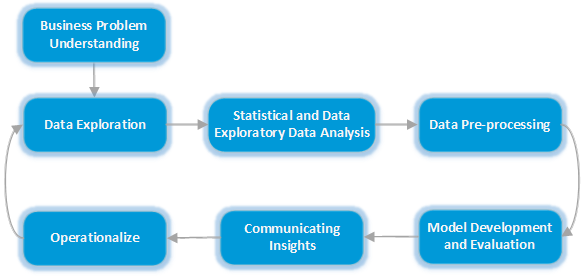 Business Problem
Understanding
Data Exploration
Statistical and Data
Exploratory Data Analysis
Data Pre-processing
Model Development
and Evaluation
Communicating
Insights
Operationalize